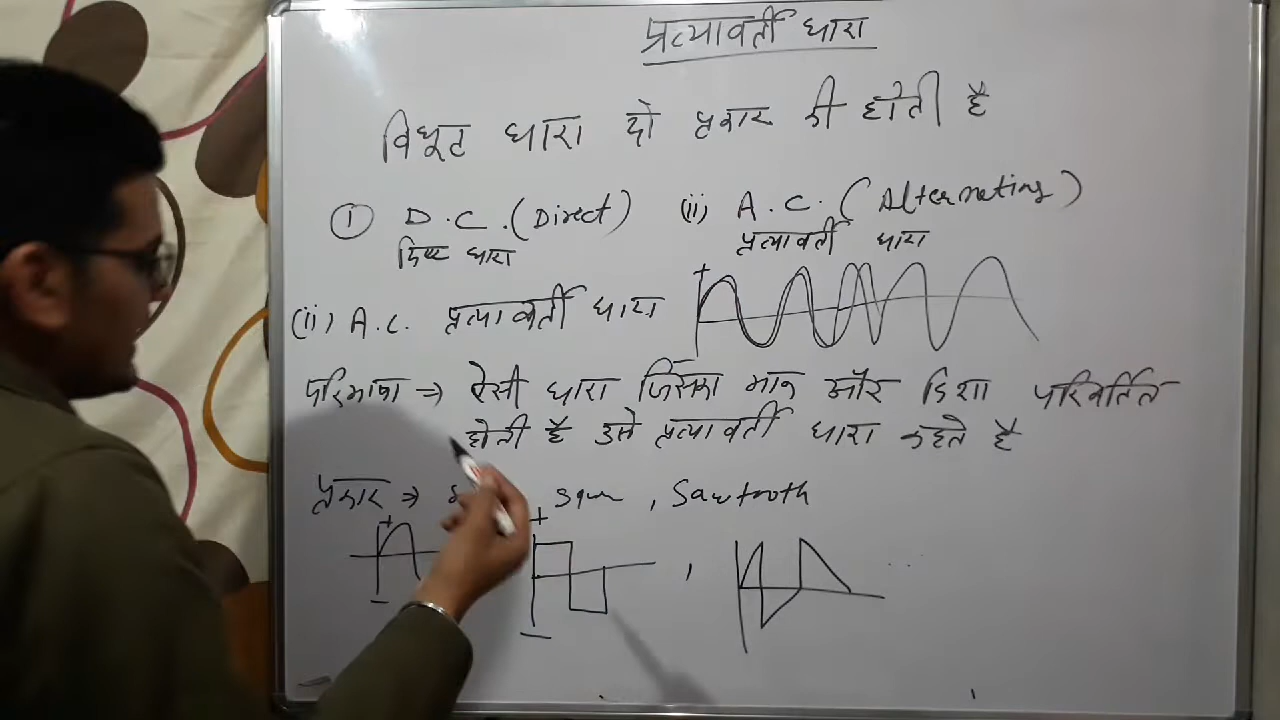 प्रत्यावर्ती धारा
विधूट धारा दो प्रकार की होती है
① D.C. (Direct) (ii) A.C. (Alternating)
दिष्ट धारा प्रत्यावर्ती धारा
(ii) A.C. प्रत्यावर्ती धारा
+
परिभाषा → ऐसी धारा जिसका मान और दिशा परिवर्तित
होती है उसे प्रत्यावर्ती धारा कहते है
प्रकार → , Sawtooth
+ +
- -